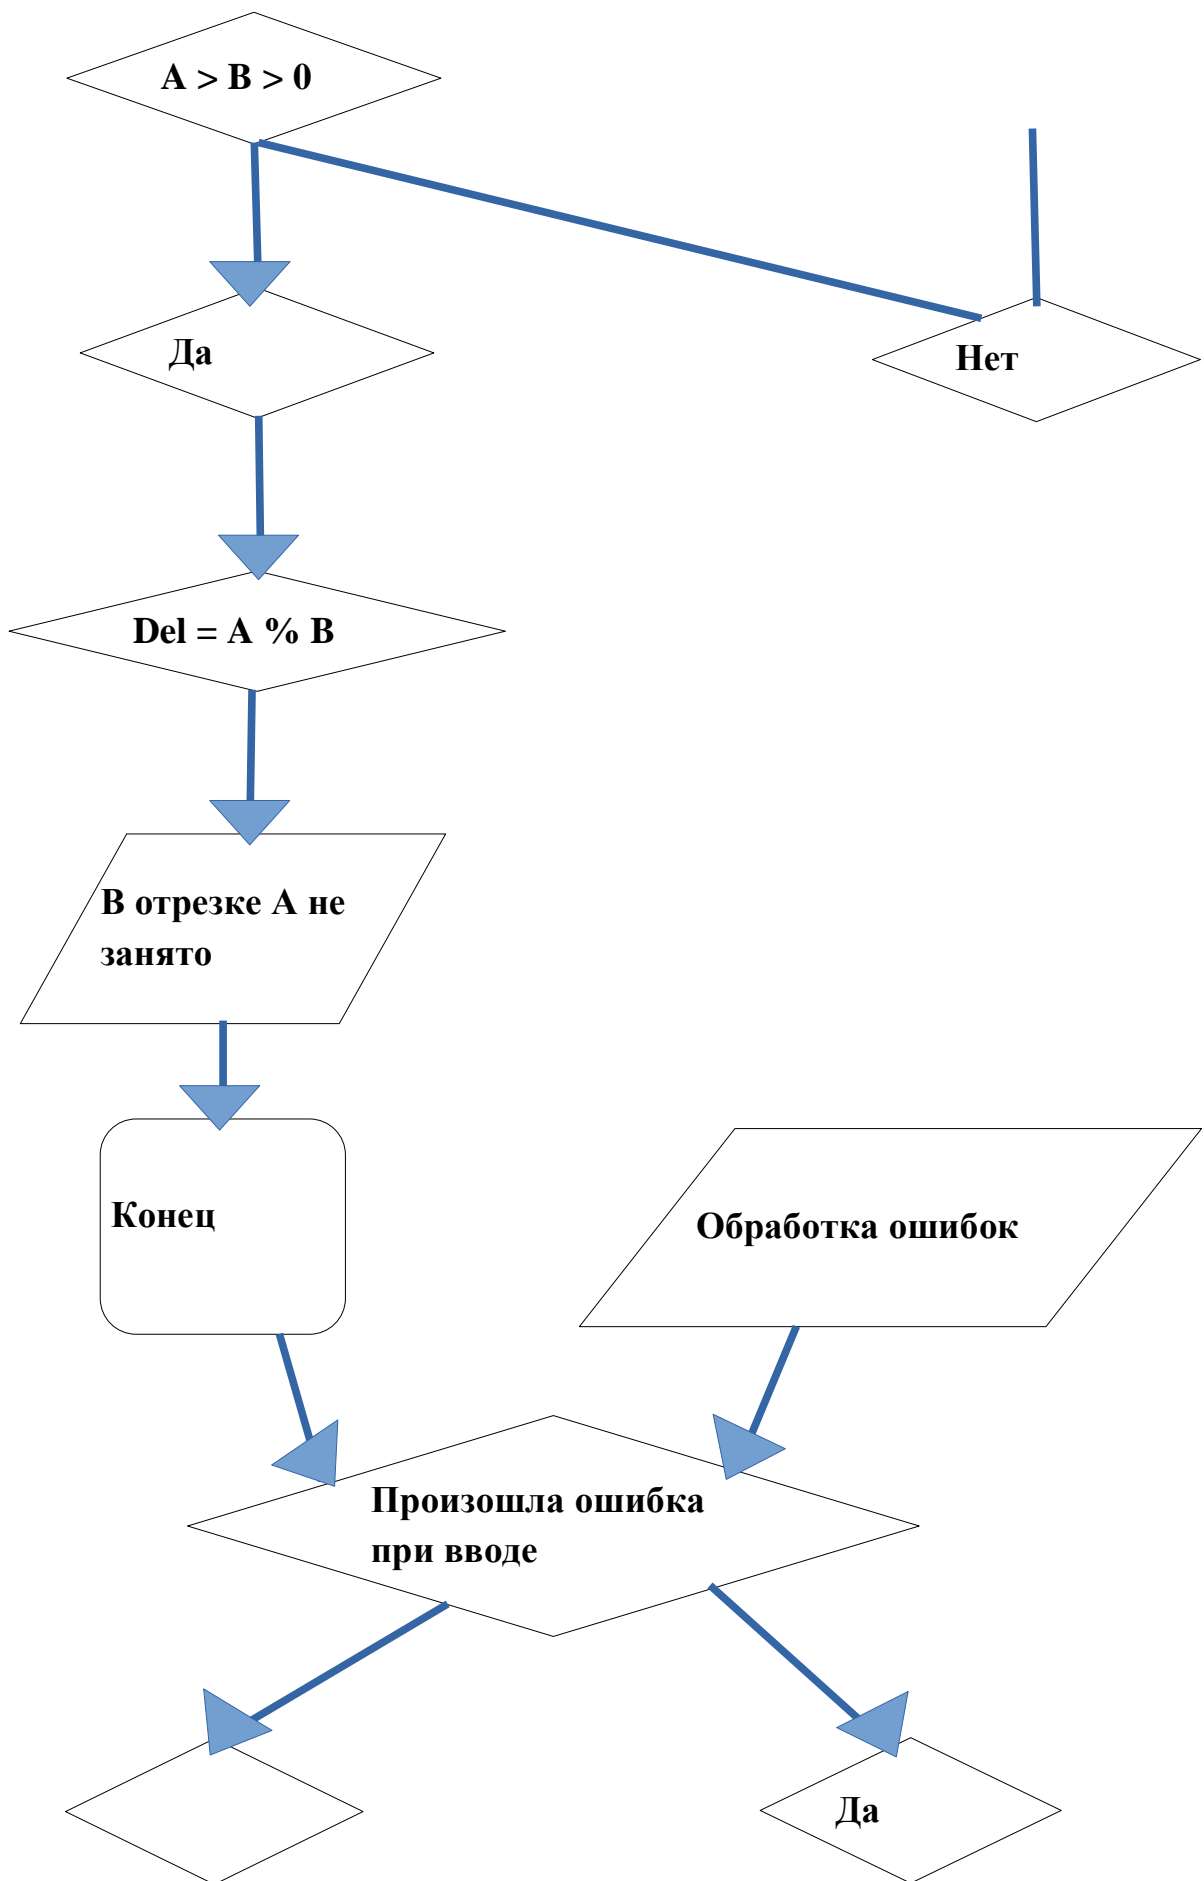 A > B > 0
Да
Нет
Del = A % B
В отрезке А не
занято
Конец
Обработка ошибок
Произошла ошибка
при вводе
Да